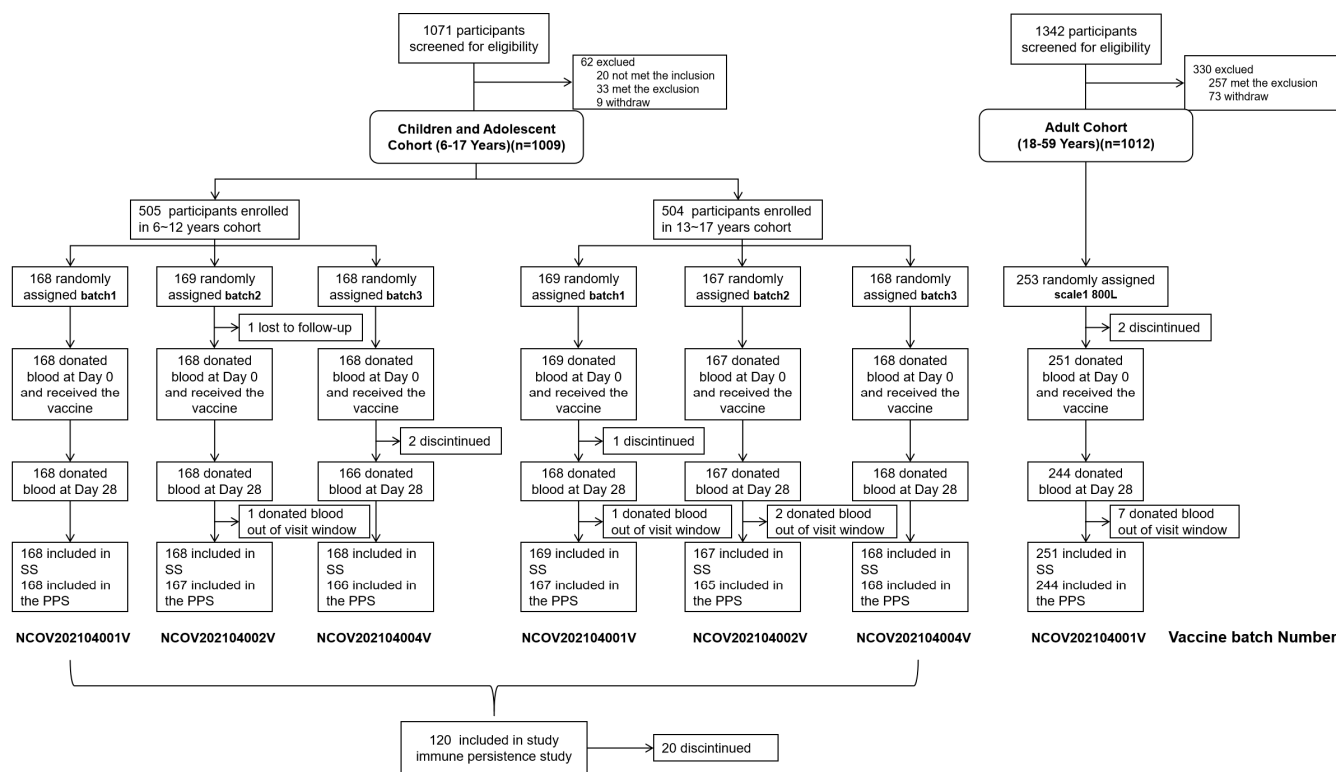 1071 participants
screened for eligibility
1342 participants
screened for eligibility
62 exclued
20 not met the inclusion
33 met the exclusion
9 withdraw
330 exclued
257 met the exclusion
73 withdraw
Children and Adolescent
Cohort (6-17 Years)(n=1009)
Adult Cohort
(18-59 Years)(n=1012)
505 participants enrolled
in 6~12 years cohort
504 participants enrolled
in 13~17 years cohort
168 randomly
assigned batch1
169 randomly
assigned batch2
168 randomly
assigned batch3
169 randomly
assigned batch1
167 randomly
assigned batch2
168 randomly
assigned batch3
253 randomly assigned
scale1 800L
1 lost to follow-up
2 discontinued
168 donated
blood at Day 0
and received the
vaccine
168 donated
blood at Day 0
and received the
vaccine
168 donated
blood at Day 0
and received the
vaccine
169 donated
blood at Day 0
and received the
vaccine
167 donated
blood at Day 0
and received the
vaccine
168 donated
blood at Day 0
and received the
vaccine
251 donated
blood at Day 0
and received the
vaccine
2 discintinued
1 discintinued
168 donated
blood at Day 28
168 donated
blood at Day 28
166 donated
blood at Day 28
168 donated
blood at Day 28
167 donated
blood at Day 28
168 donated
blood at Day 28
244 donated
blood at Day 28
1 donated blood
out of visit window
1 donated blood
out of visit window
2 donated blood
out of visit window
7 donated blood
out of visit window
168 included in
SS
168 included in
the PPS
168 included in
SS
167 included in
the PPS
168 included in
SS
166 included in
the PPS
169 included in
SS
167 included in
the PPS
167 included in
SS
165 included in
the PPS
168 included in
SS
168 included in
the PPS
251 included in
SS
244 included in
the PPS
NCOV202104001V
NCOV202104002V
NCOV202104004V
NCOV202104001V
NCOV202104002V
NCOV202104004V
NCOV202104001V
Vaccine batch Number
120 included in study
immune persistence study
20 discontinued